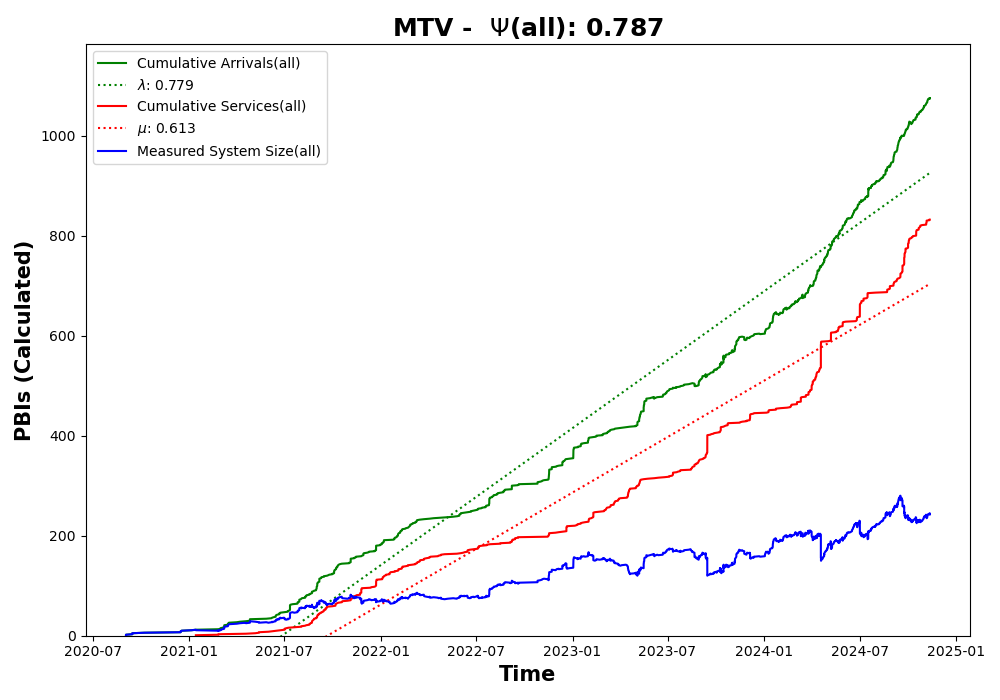 MTV - Ψ(all): 0.787
Cumulative Arrivals(all)
λ: 0.779
Cumulative Services(all)
μ: 0.613
Measured System Size(all)
PBIs (Calculated)
1000
800
600
400
200
0
2020-07 2021-01 2021-07 2022-01 2022-07 2023-01 2023-07 2024-01 2024-07 2025-01
Time